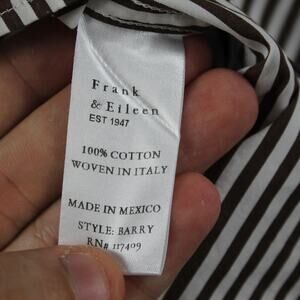 Frank
& Eileen
EST 1947
100% COTTON
WOVEN IN ITALY
MADE IN MEXICO
STYLE: BARRY
RN# 117409